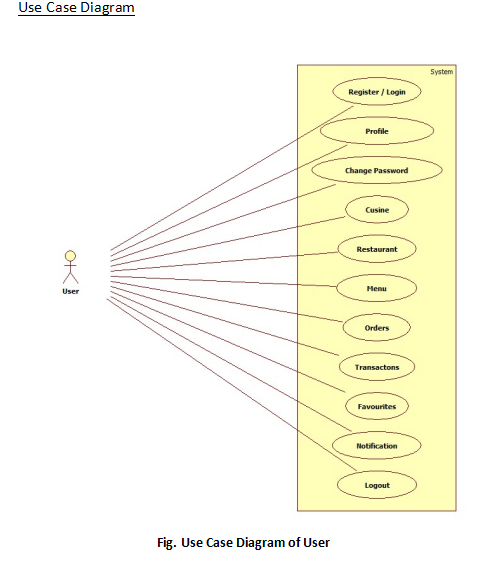 Use Case Diagram
System
Register / Login
Profile
Change Password
Cusine
Restaurant
User
Menu
Orders
Transactons
Favourites
Notification
Logout
Fig. Use Case Diagram of User